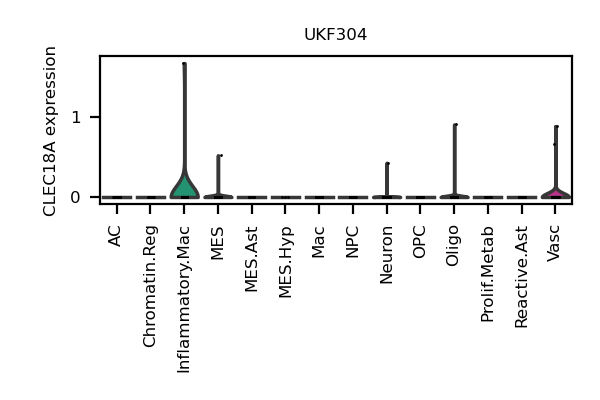 UKF304
CLEC18A expression
1
0
AC
Chromatin.Reg
Inflammatory.Mac
MES
MES.Ast
MES.Hyp
Mac
NPC
Neuron
OPC
Oligo
Prolif.Metab
Reactive.Ast
Vasc